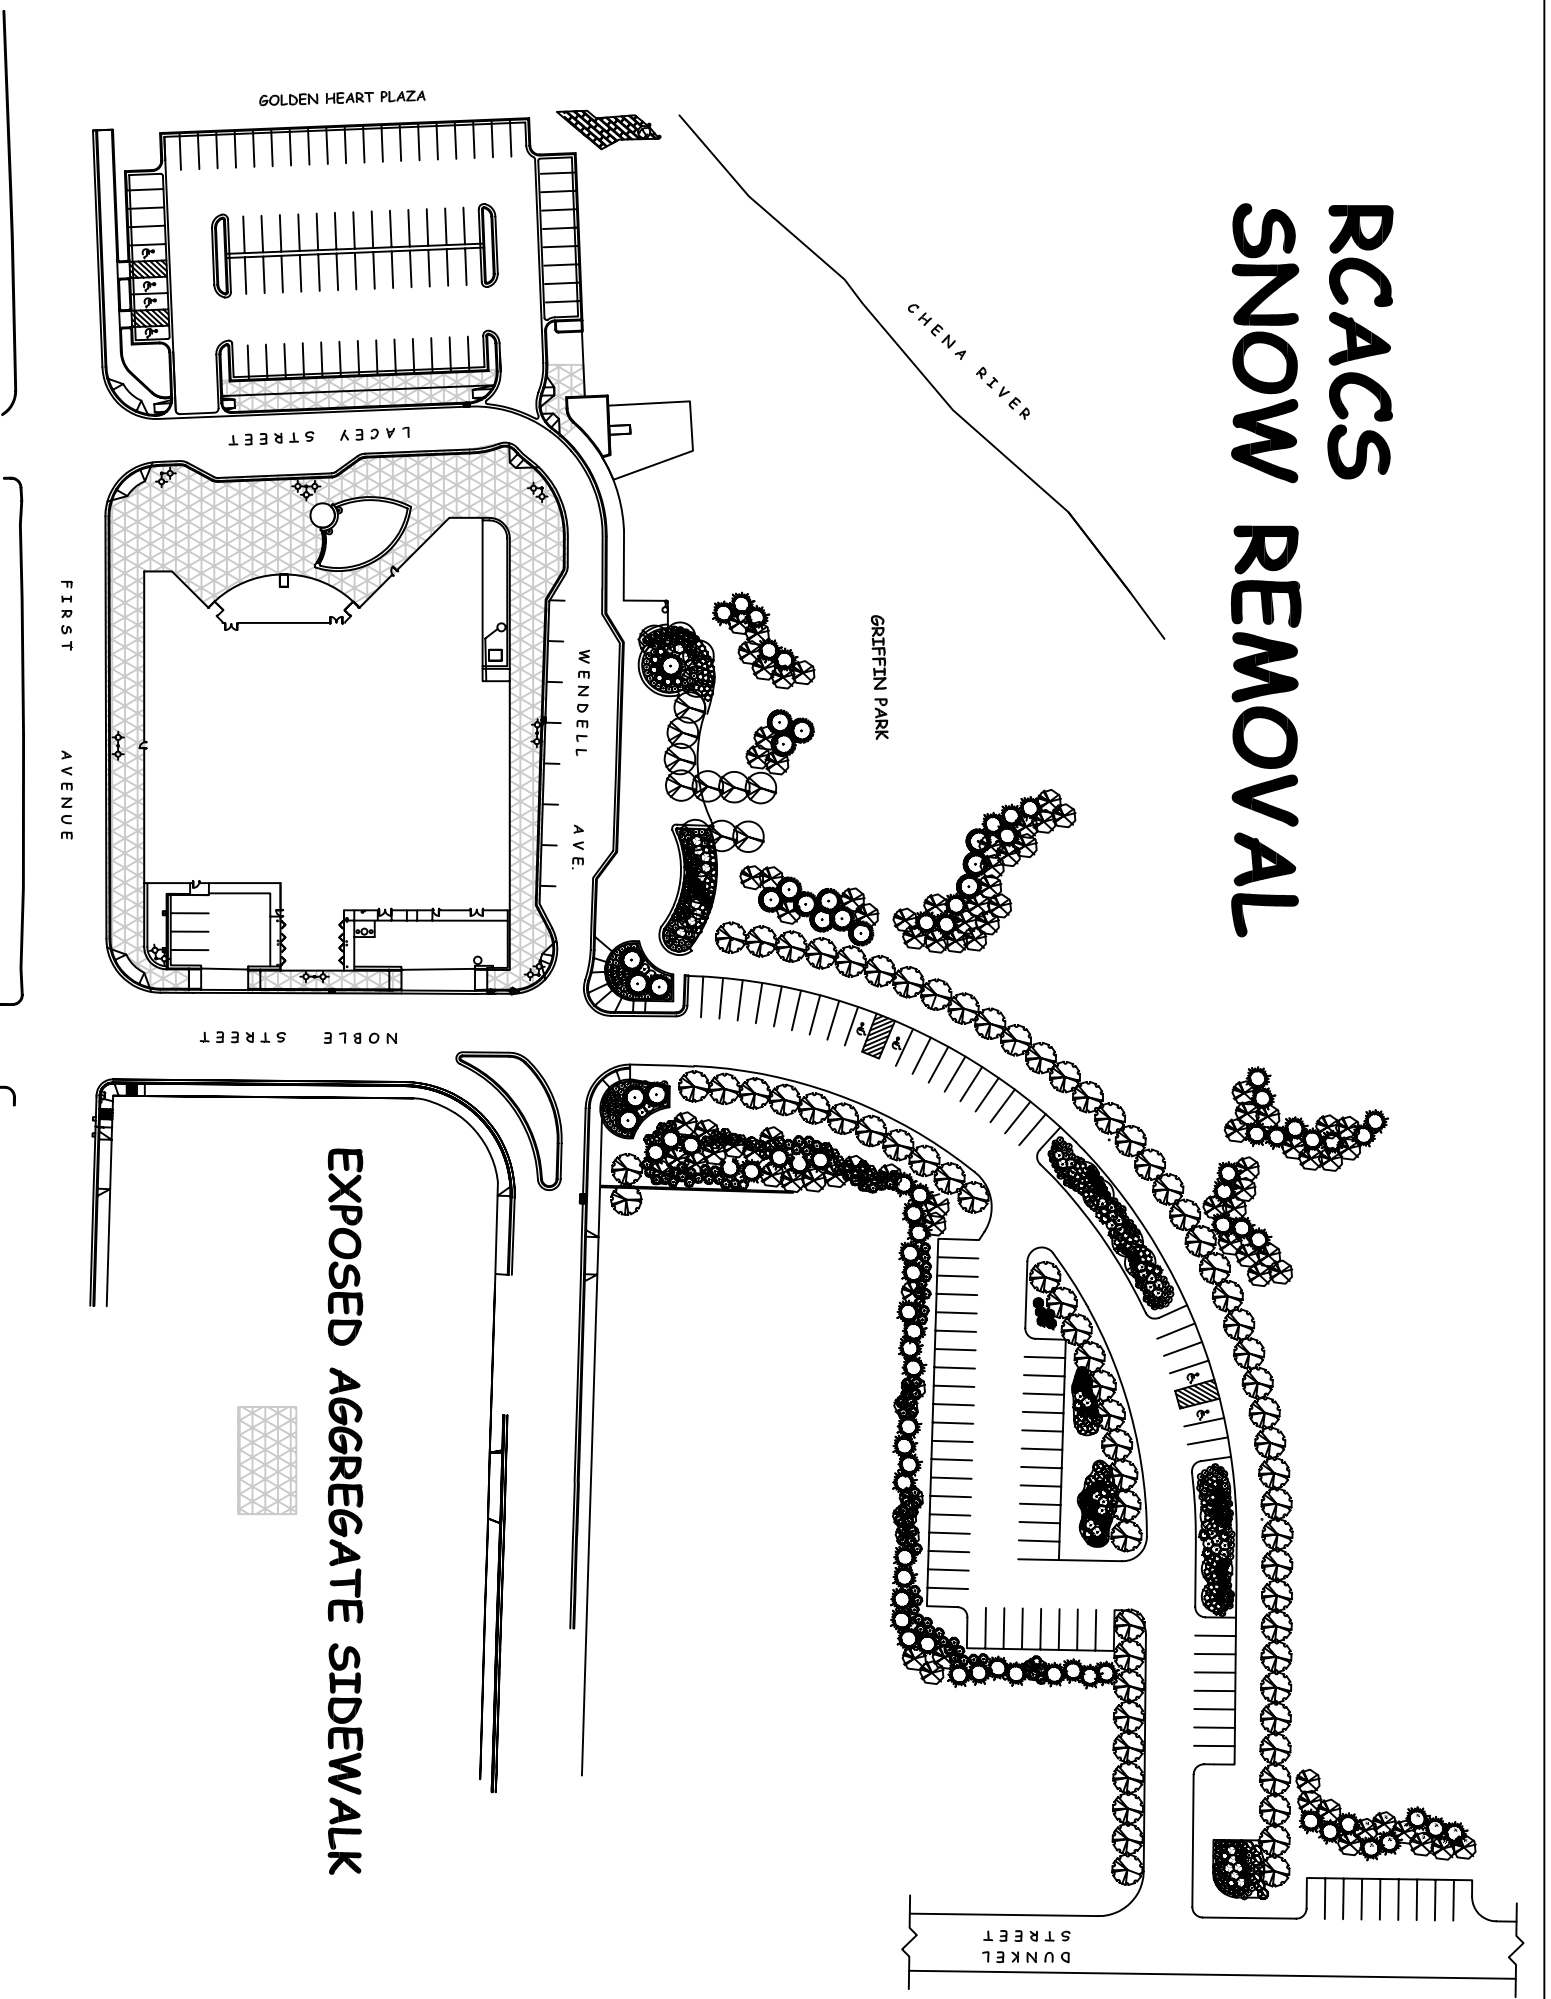 RCACS
SNOW REMOVAL
GOLDEN HEART PLAZA
CHENA RIVER
LACEY STREET
GRIFFIN PARK
FIRST AVENUE
WENDELL AVE.
NOBLE STREET
EXPOSED AGGREGATE SIDEWALK
DUNKEL
STREET